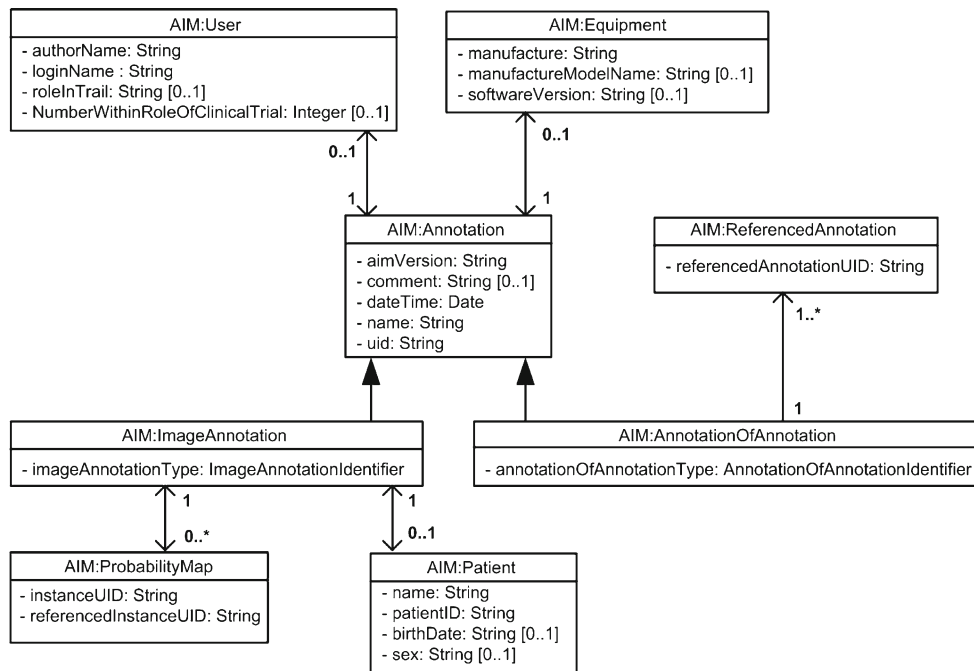 AIM:User
- authorName: String
- loginName : String
- roleInTrail: String [0..1]
- NumberWithinRoleOfClinicalTrial: Integer [0..1]
AIM:Equipment
- manufacture: String
- manufactureModelName: String [0..1]
- softwareVersion: String [0..1]
0..1
1
0..1
1
AIM:Annotation
- aimVersion: String
- comment: String [0..1]
- dateTime: Date
- name: String
- uid: String
AIM:ReferencedAnnotation
- referencedAnnotationUID: String
1..*
1
AIM:ImageAnnotation
- imageAnnotationType: ImageAnnotationIdentifier
AIM:AnnotationOfAnnotation
- annotationOfAnnotationType: AnnotationOfAnnotationIdentifier
1
0..*
1
0..1
AIM:ProbabilityMap
- instanceUID: String
- referencedInstanceUID: String
AIM:Patient
- name: String
- patientID: String
- birthDate: String [0..1]
- sex: String [0..1]